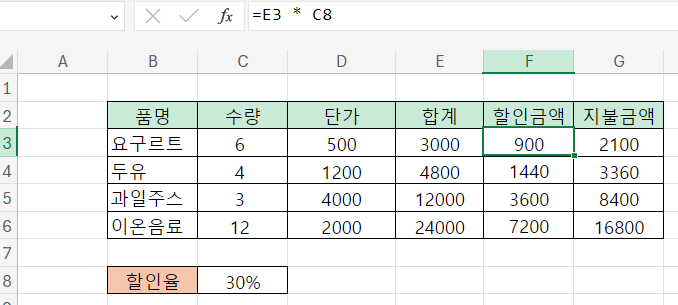 fx =E3 * C8
A B C D E F G
1
2 품명 수량 단가 합계 할인금액 지불금액
3 요구르트 6 500 3000 900 2100
4 두유 4 1200 4800 1440 3360
5 과일주스 3 4000 12000 3600 8400
6 이온음료 12 2000 24000 7200 16800
7
8 할인율 30%